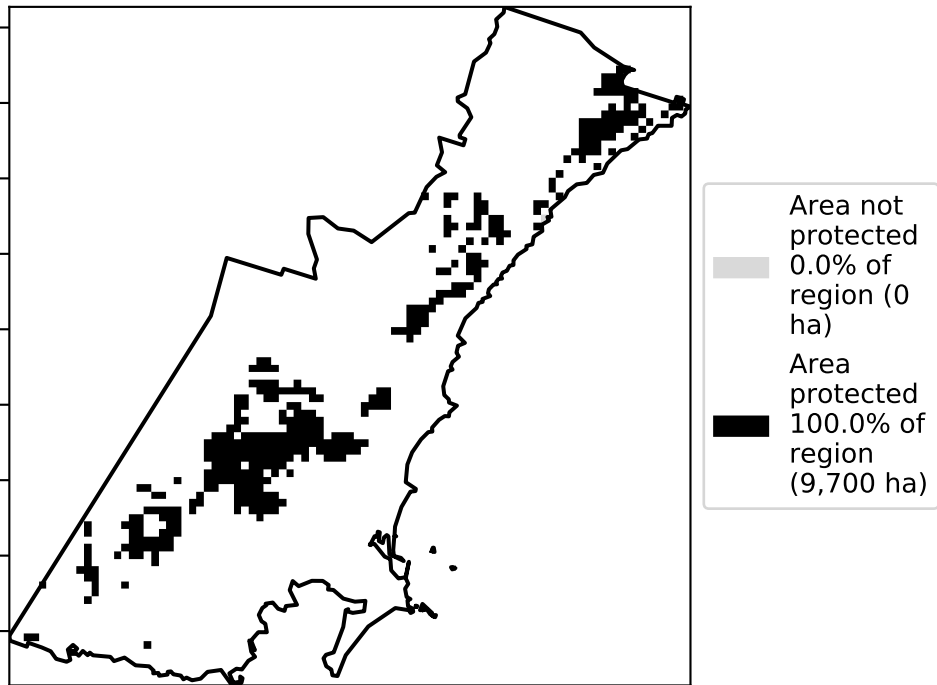 Area not
protected
0.0% of
region (0
ha)
Area
protected
100.0% of
region
(9,700 ha)